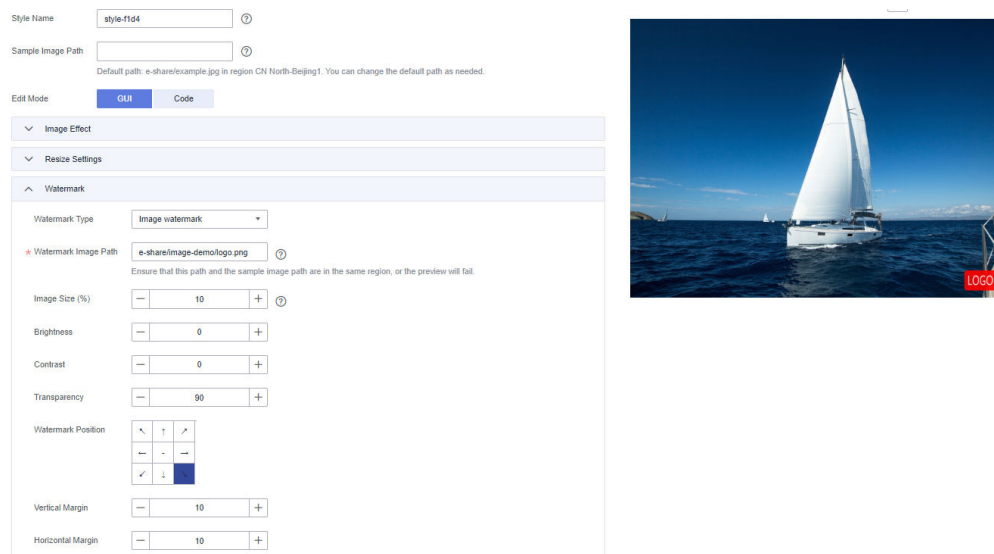 Style Name style-f1d4
Sample Image Path
Default path: e-share/example.jpg in region CN North-Beijing1. You can change the default path as needed.
Edit Mode GUI Code
Image Effect
Resize Settings
Watermark
Watermark Type Image watermark
* Watermark Image Path e-share/image-demo/logo.png
Ensure that this path and the sample image path are in the same region, or the preview will fail.
Image Size (%) 10
Brightness 0
Contrast 0
Transparency 90
Watermark Position
Vertical Margin 10
Horizontal Margin 10
LOGO